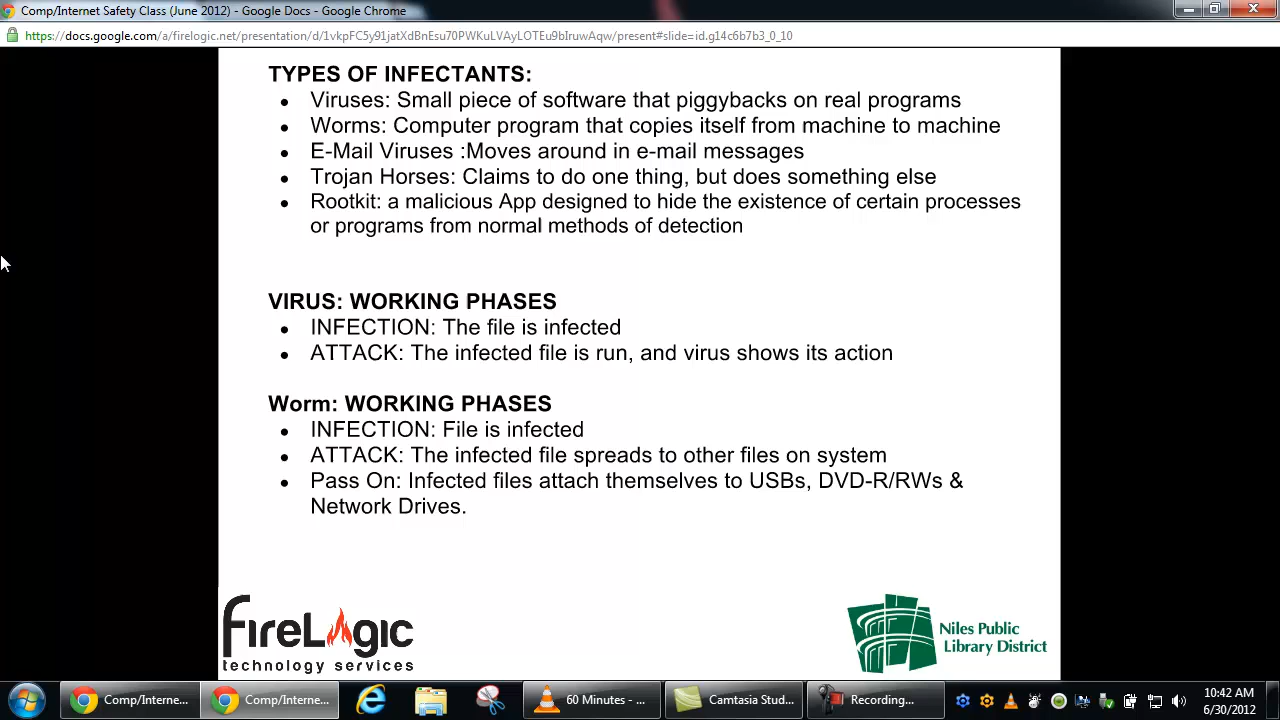 Comp/Internet Safety Class (June 2012) - Google Docs - Google Chrome
https://docs.google.com/a/firelogic.net/presentation/d/1vkpFC5y91jatXdBnEsu70PWKuLVAyLOTEu9bIruwAqw/present#slide=id.g14c6b7b3_0_10
TYPES OF INFECTANTS:
● Viruses: Small piece of software that piggybacks on real programs
● Worms: Computer program that copies itself from machine to machine
● E-Mail Viruses :Moves around in e-mail messages
● Trojan Horses: Claims to do one thing, but does something else
● Rootkit: a malicious App designed to hide the existence of certain processes
or programs from normal methods of detection
VIRUS: WORKING PHASES
● INFECTION: The file is infected
● ATTACK: The infected file is run, and virus shows its action
Worm: WORKING PHASES
● INFECTION: File is infected
● ATTACK: The infected file spreads to other files on system
● Pass On: Infected files attach themselves to USBs, DVD-R/RWs &
Network Drives.
FireLogic
technology services
Niles Public
Library District
Comp/Interne...
Comp/Interne...
60 Minutes - ...
Camtasia Stud...
Recording...
10:42 AM
6/30/2012